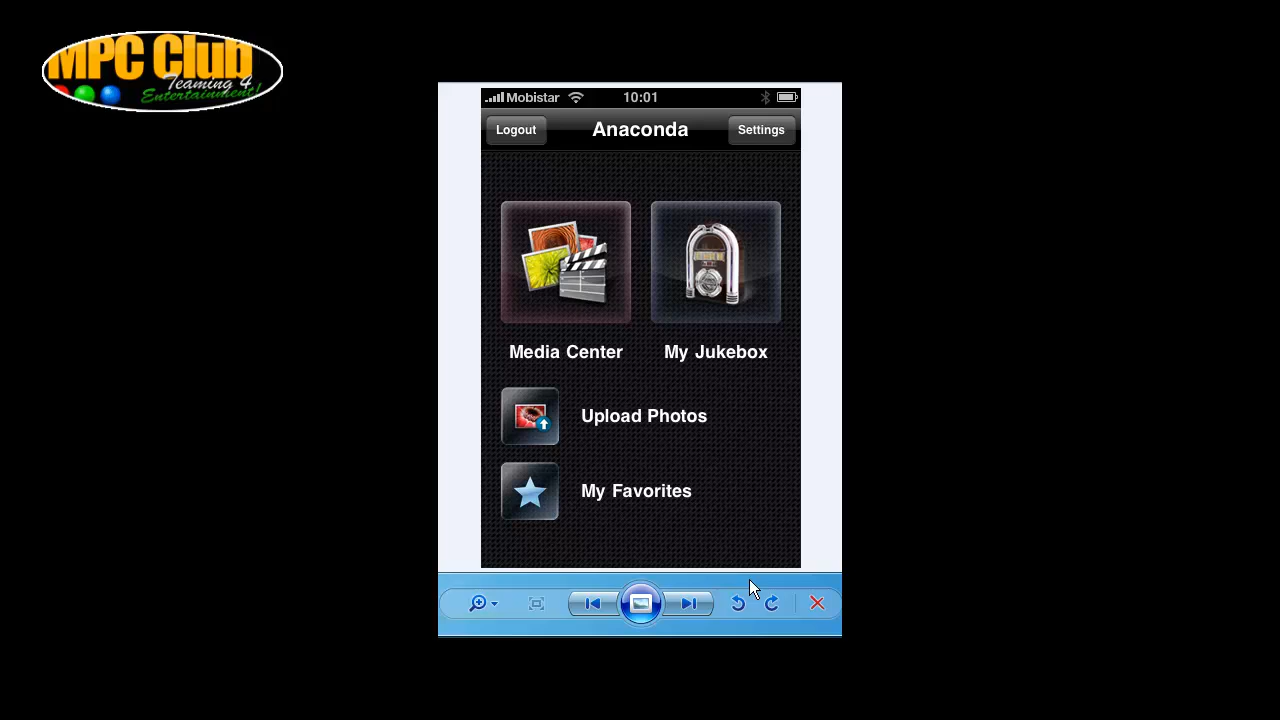 MPC Club
Teaming 4
Entertainment!
Mobistar
10:01
Logout
Anaconda
Settings
Media Center
My Jukebox
Upload Photos
My Favorites